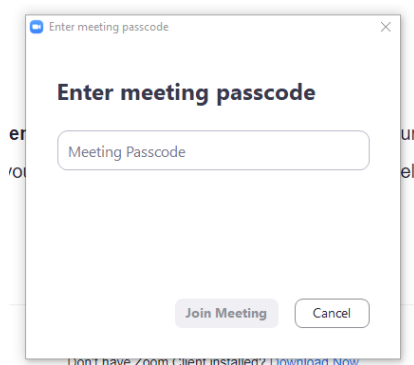 Enter meeting passcode
Enter meeting passcode
Meeting Passcode
Join Meeting
Cancel
Don't have Zoom Client installed? Download Now